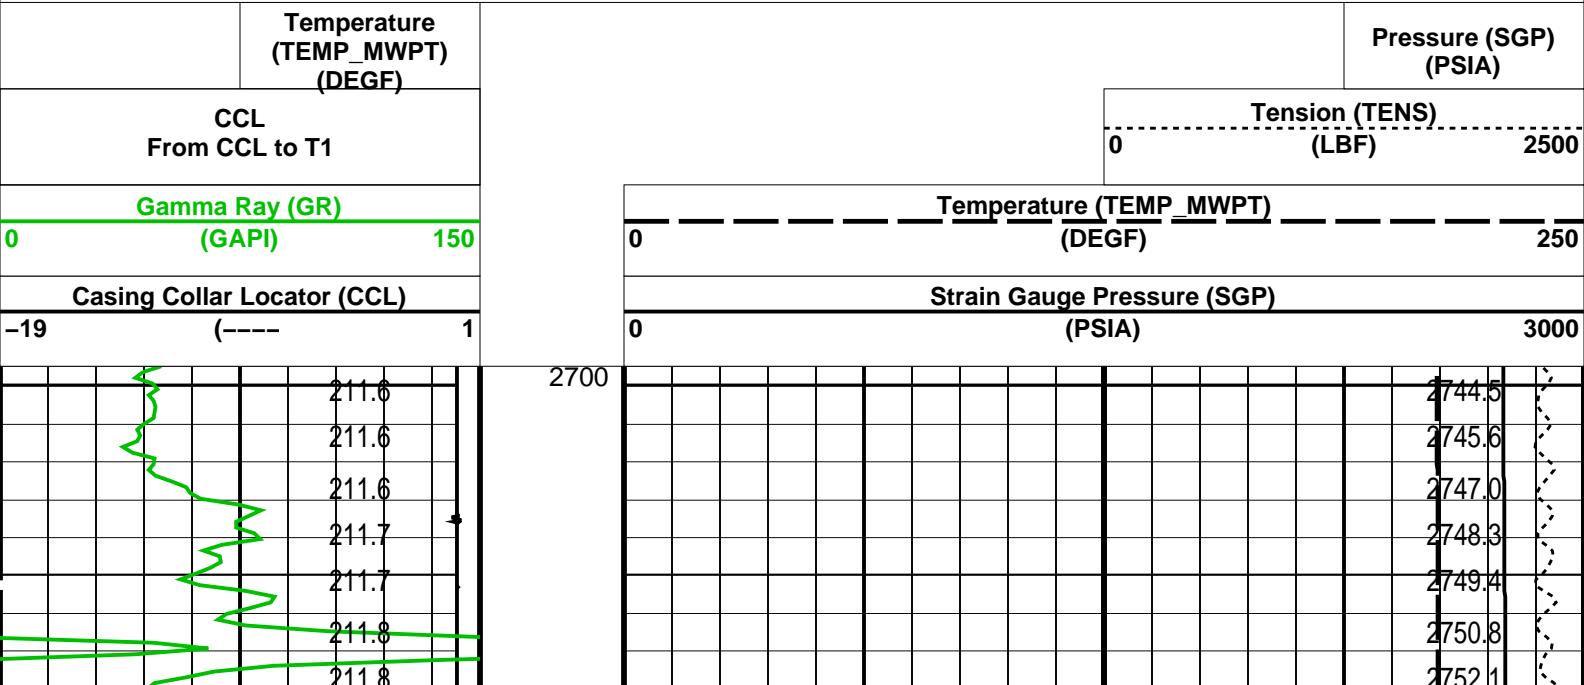 Temperature
(TEMP_MWPT)
(DEGF)
Pressure (SGP)
(PSIA)
CCL
From CCL to T1
Tension (TENS)
0 (LBF) 2500
Gamma Ray (GR)
0 (GAPI) 150
Temperature (TEMP_MWPT)
0 (DEGF) 250
Casing Collar Locator (CCL)
−19 (−−−− 1
Strain Gauge Pressure (SGP)
0 (PSIA) 3000
2700
211.6 2744.5
211.6 2745.6
211.6 2747.0
211.7 2748.3
211.7 2749.4
211.8 2750.8
211.8 2752.1